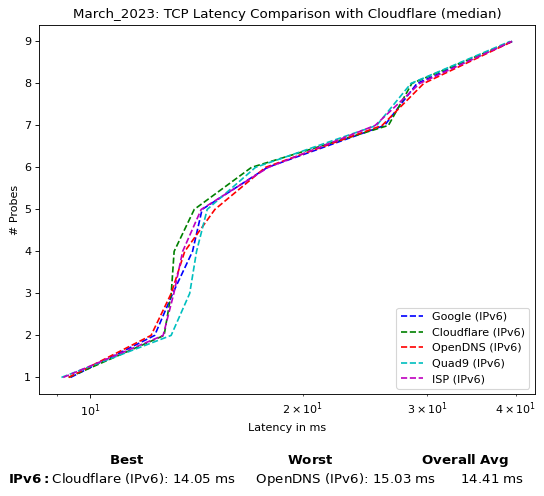 March_2023: TCP Latency Comparison with Cloudflare (median)
# Probes
9
8
7
6
5
4
3
2
1
Google (IPv6)
Cloudflare (IPv6)
OpenDNS (IPv6)
Quad9 (IPv6)
ISP (IPv6)
10¹ 2 × 10¹ 3 × 10¹ 4 × 10¹
Latency in ms
Best Worst Overall Avg
IPv6: Cloudflare (IPv6): 14.05 ms OpenDNS (IPv6): 15.03 ms 14.41 ms